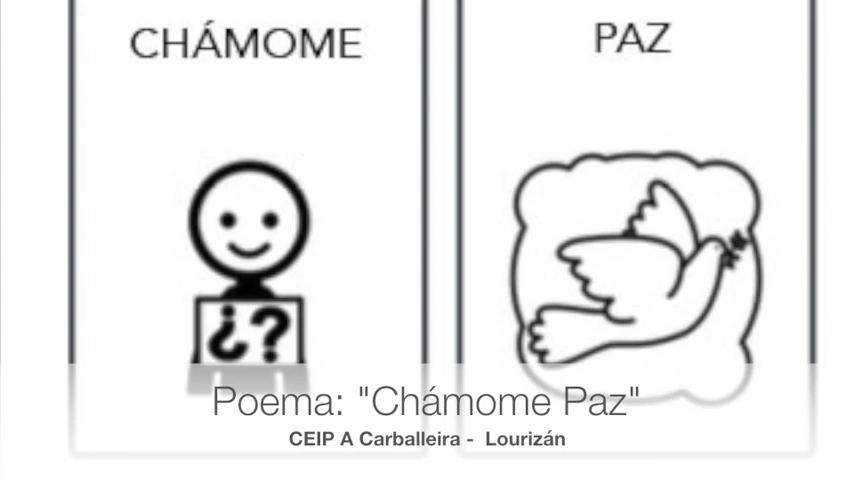 CHÁMOME
PAZ
¿?
Poema: "Chámome Paz"
CEIP A Carballeira - Lourizán